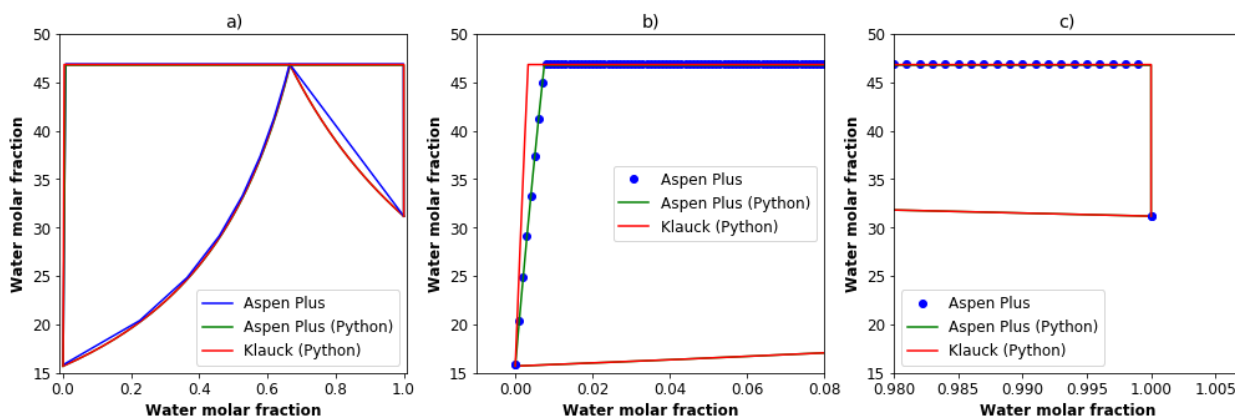 a)
50
45
40
35
30
25
20
15
Water molar fraction
0.0 0.2 0.4 0.6 0.8 1.0
Water molar fraction
Aspen Plus
Aspen Plus (Python)
Klauck (Python)
b)
50
45
40
35
30
25
20
15
Water molar fraction
0.00 0.02 0.04 0.06 0.08
Water molar fraction
Aspen Plus
Aspen Plus (Python)
Klauck (Python)
c)
50
45
40
35
30
25
20
15
Water molar fraction
0.980 0.985 0.990 0.995 1.000 1.005
Water molar fraction
Aspen Plus
Aspen Plus (Python)
Klauck (Python)